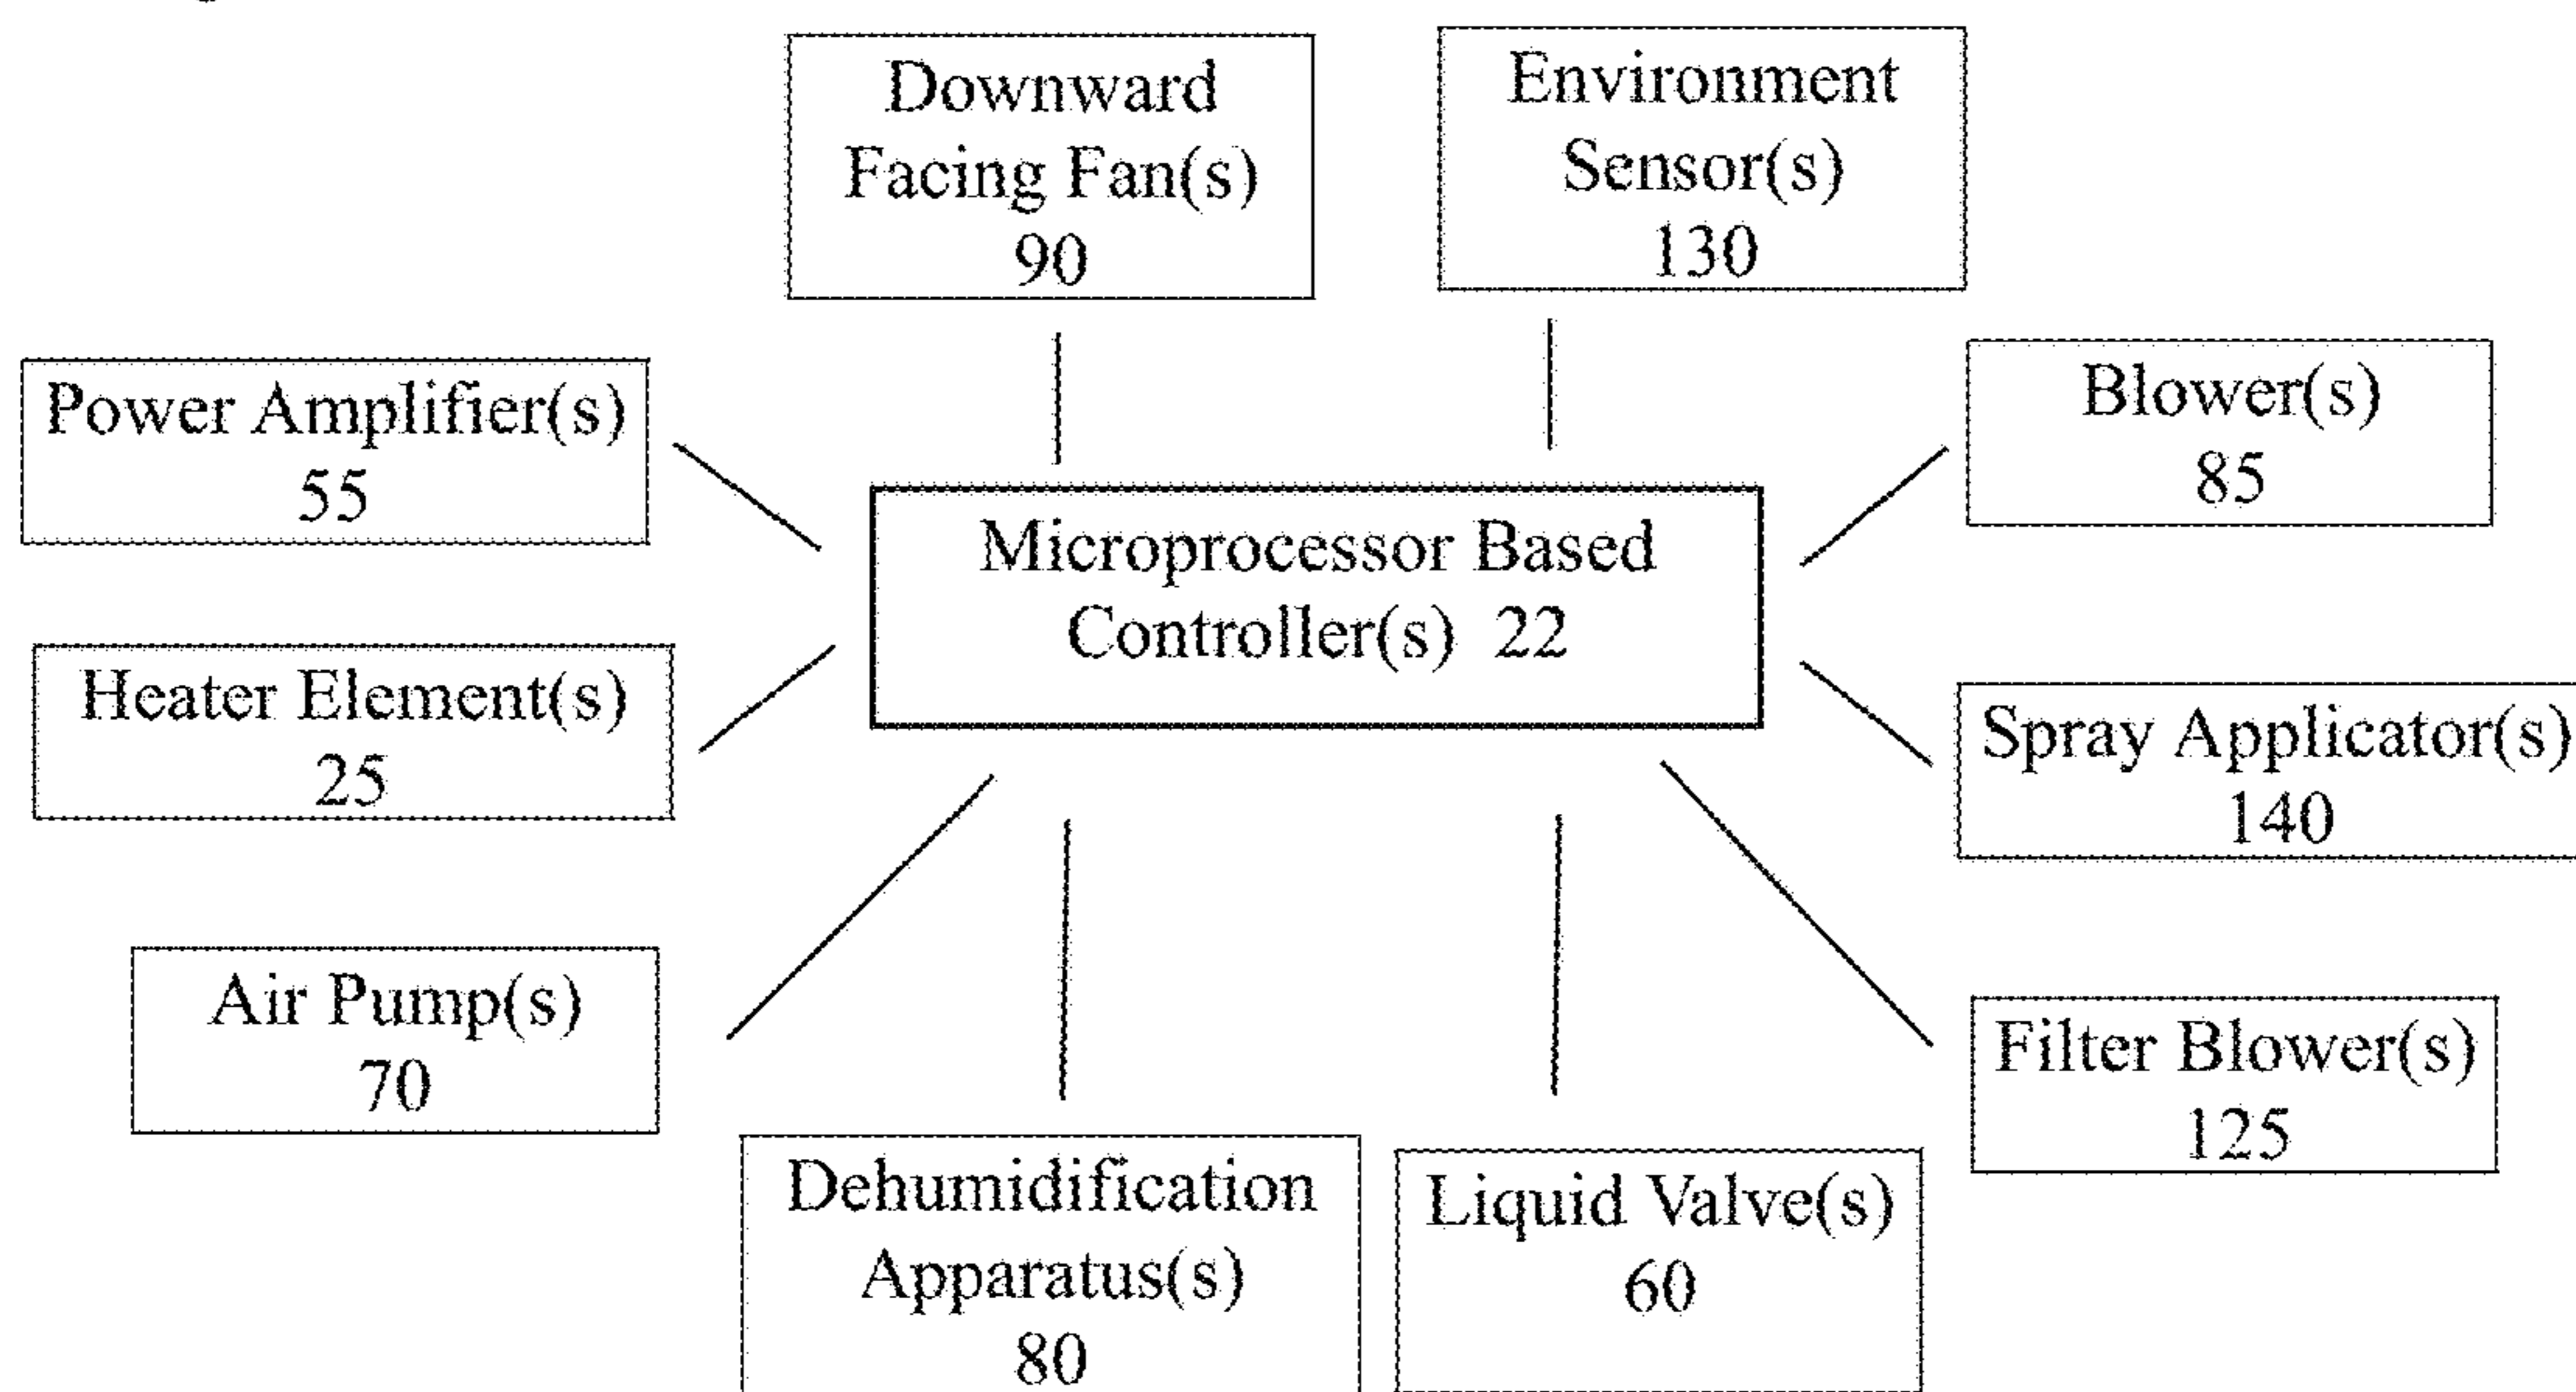 Downward
Facing Fan(s)
90
Environment
Sensor(s)
130
Power Amplifier(s)
55
Blower(s)
85
Microprocessor Based
Controller(s) 22
Heater Element(s)
25
Spray Applicator(s)
140
Air Pump(s)
70
Filter Blower(s)
125
Dehumidification
Apparatus(s)
80
Liquid Valve(s)
60